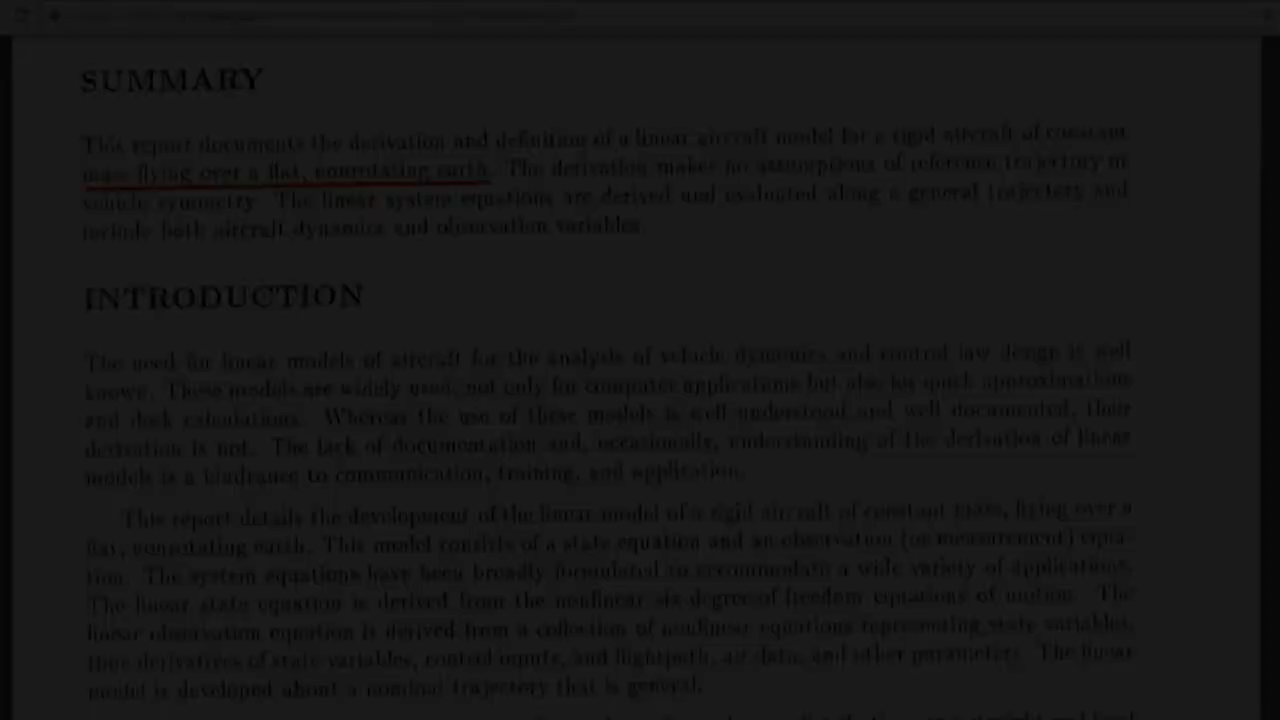 SUMMARY
This report documents the derivation and definition of a linear aircraft model for a rigid aircraft of constant
mass flying over a flat, nonrotating earth. The derivation makes no assumptions of reference trajectory or
vehicle symmetry. The linear system equations are derived and evaluated along a general trajectory and
include both aircraft dynamics and observation variables.
INTRODUCTION
The need for linear models of aircraft for the analysis of vehicle dynamics and control law design is well
known. These models are widely used, not only for computer applications but also for quick approximations
and desk calculations. Whereas the use of these models is well understood and well documented, their
derivation is not. The lack of documentation and, occasionally, understanding of the derivation of linear
models is a hindrance to communication, training, and application.
This report details the development of the linear model of a rigid aircraft of constant mass, flying over a
flat, nonrotating earth. This model consists of a state equation and an observation (or measurement) equa-
tion. The system equations have been broadly formulated to accommodate a wide variety of applications.
The linear state equation is derived from the nonlinear six-degree-of-freedom equations of motion. The
linear observation equation is derived from a collection of nonlinear equations representing state variables,
time derivatives of state variables, control inputs, and flightpath, air data, and other parameters. The linear
model is developed about a nominal trajectory that is general.